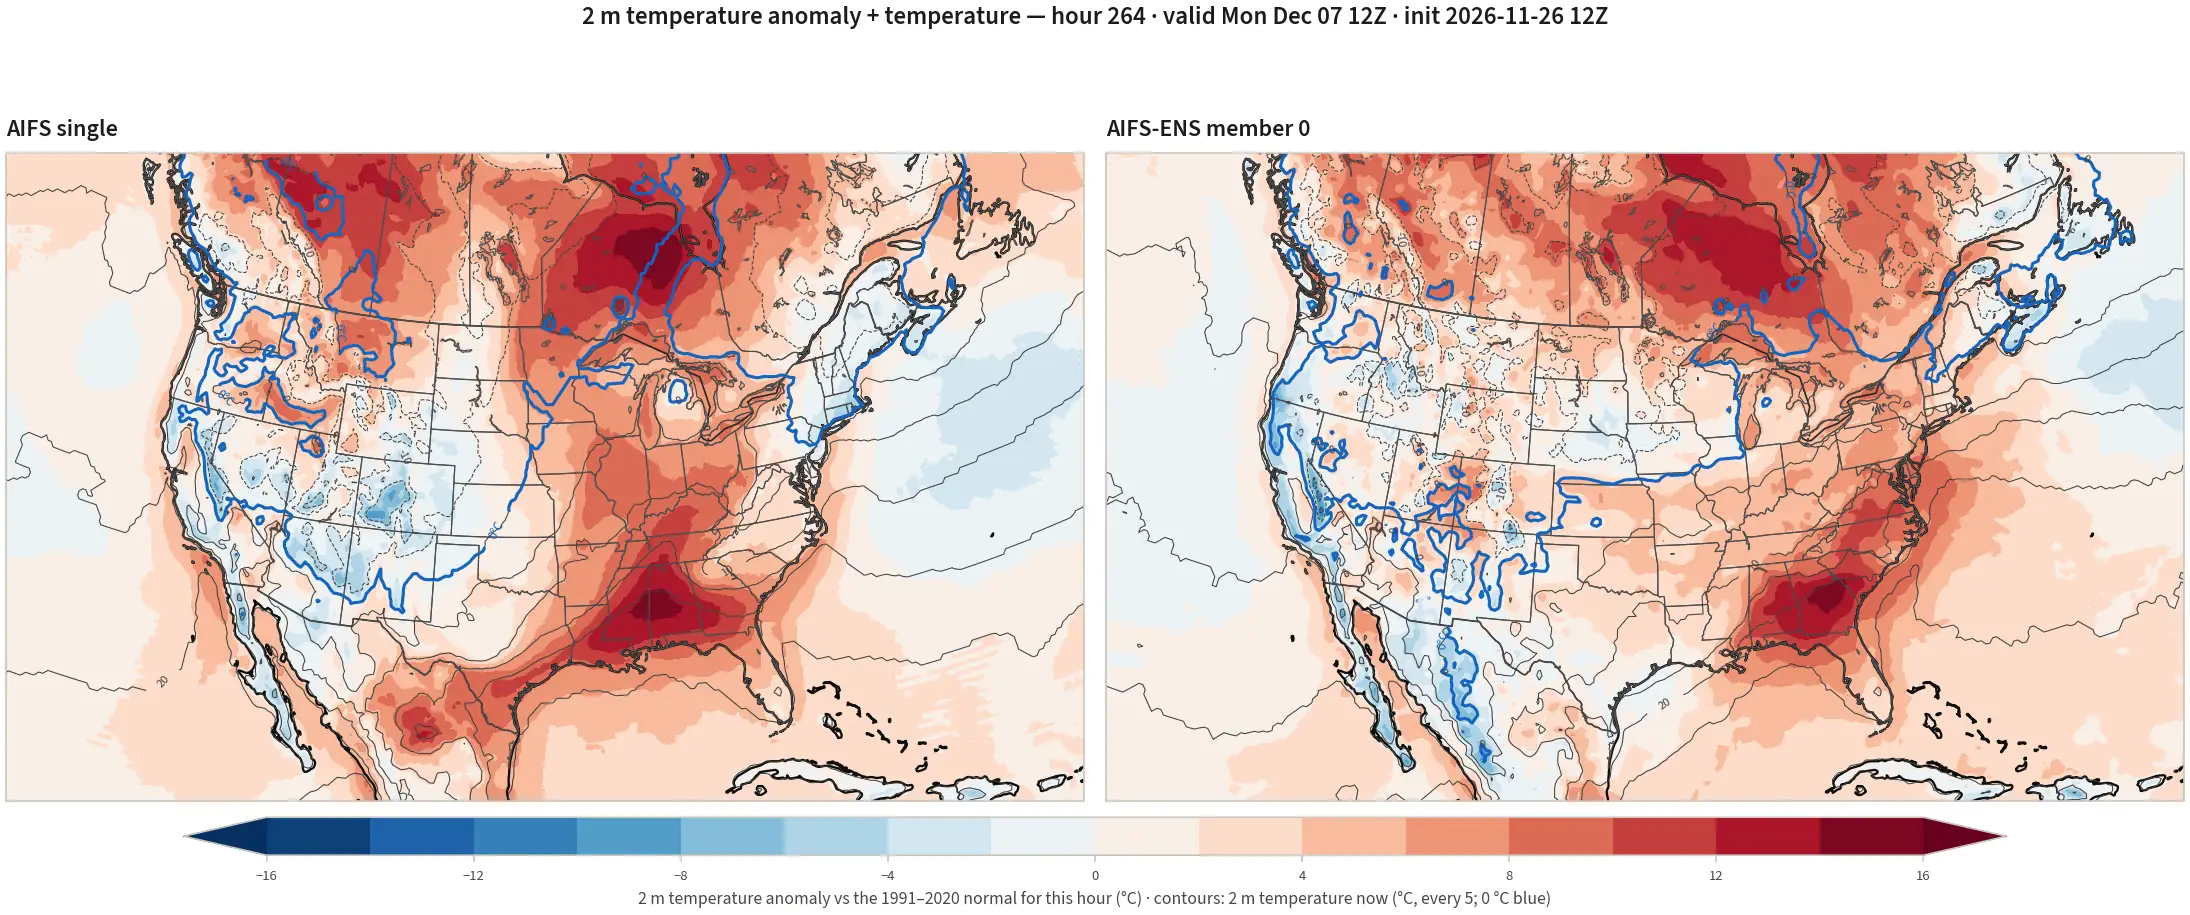 2 m temperature anomaly + temperature — hour 264 · valid Mon Dec 07 12Z · init 2026-11-26 12Z
AIFS single
AIFS-ENS member 0
20
20
−16
−12
−8
−4
0
4
8
12
16
2 m temperature anomaly vs the 1991–2020 normal for this hour (°C) · contours: 2 m temperature now (°C, every 5; 0 °C blue)